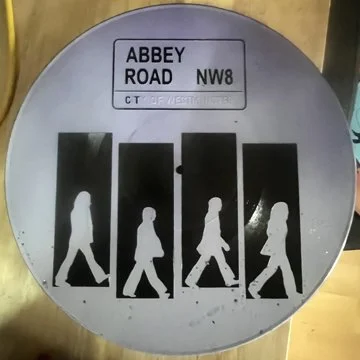 ABBEY
ROAD NW8
CITY OF WESTMINSTER